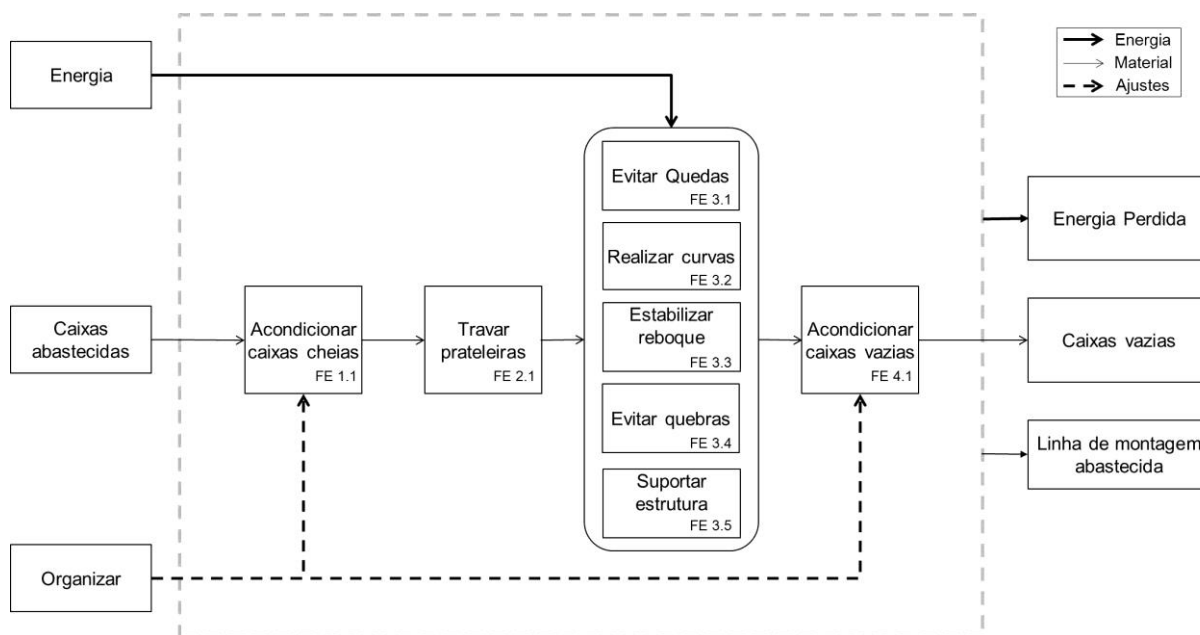 Energia
Energia
Material
Ajustes
Evitar Quedas
FE 3.1
Energia Perdida
Realizar curvas
FE 3.2
Caixas
abastecidas
Acondicionar
caixas cheias
FE 1.1
Travar
prateleiras
FE 2.1
Estabilizar
reboque
FE 3.3
Acondicionar
caixas vazias
FE 4.1
Caixas vazias
Evitar quebras
FE 3.4
Linha de montagem
abastecida
Suportar
estrutura
FE 3.5
Organizar